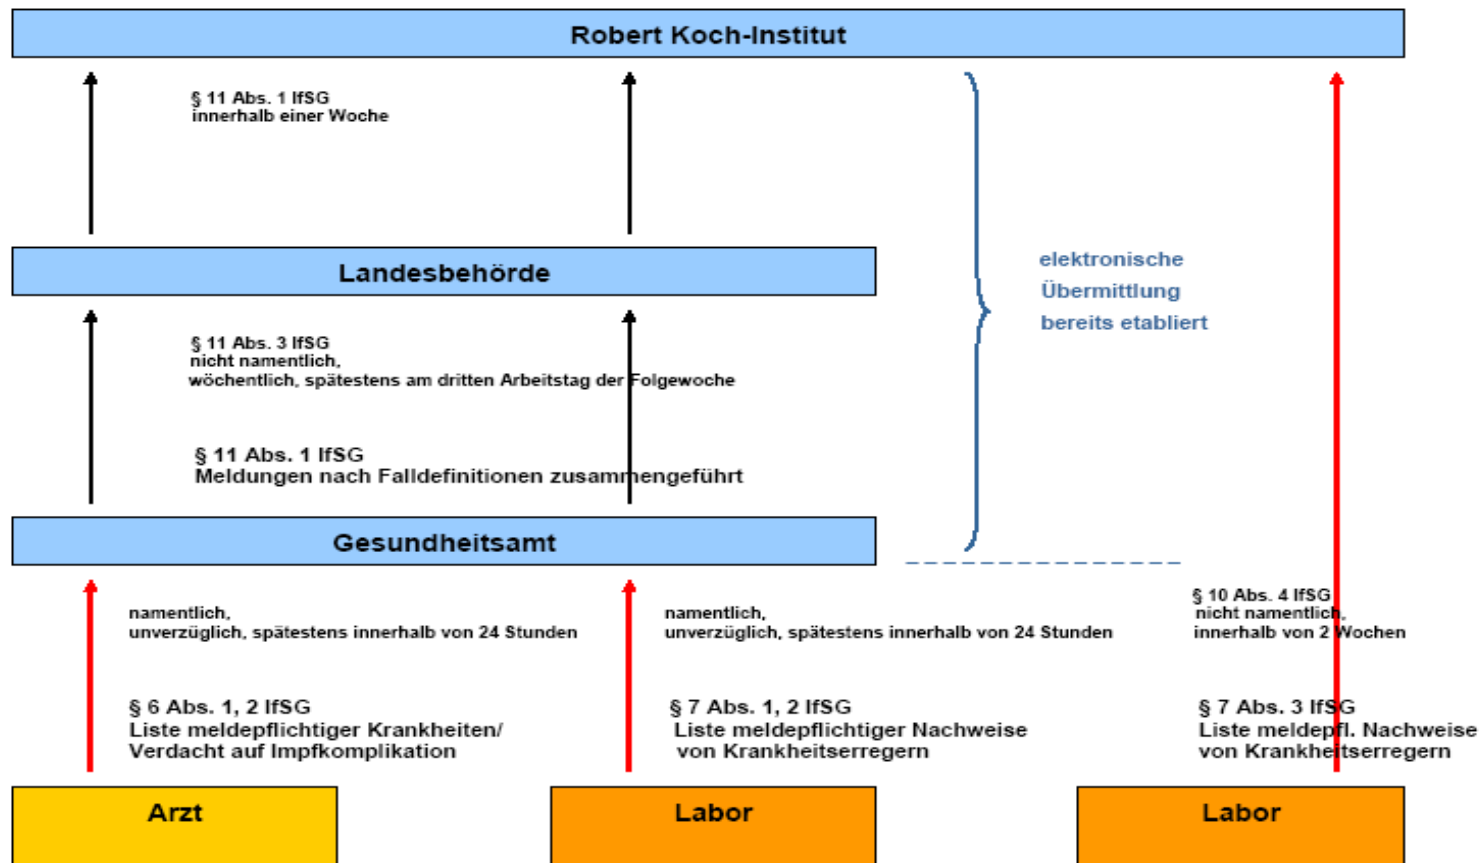 Robert Koch-Institut
§ 11 Abs. 1 IfSG
innerhalb einer Woche
Landesbehörde
elektronische
Übermittlung
bereits etabliert
§ 11 Abs. 3 IfSG
nicht namentlich,
wöchentlich, spätestens am dritten Arbeitstag der Folgewoche
§ 11 Abs. 1 IfSG
Meldungen nach Falldefinitionen zusammengeführt
Gesundheitsamt
namentlich,
unverzüglich, spätestens innerhalb von 24 Stunden
namentlich,
unverzüglich, spätestens innerhalb von 24 Stunden
§ 10 Abs. 4 IfSG
nicht namentlich,
innerhalb von 2 Wochen
§ 6 Abs. 1, 2 IfSG
Liste meldepflichtiger Krankheiten/
Verdacht auf Impfkomplikation
§ 7 Abs. 1, 2 IfSG
Liste meldepflichtiger Nachweise
von Krankheitserregern
§ 7 Abs. 3 IfSG
Liste meldepfl. Nachweise
von Krankheitserregern
Arzt
Labor
Labor